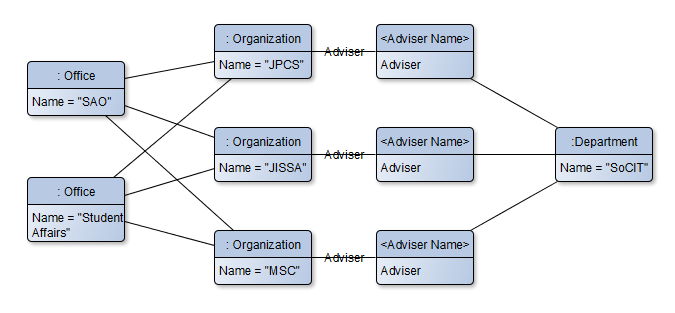 : Office
Name = "SAO"
: Office
Name = "Student
Affairs"
: Organization
Name = "JPCS"
: Organization
Name = "JISSA"
: Organization
Name = "MSC"
Adviser
Adviser
Adviser
<Adviser Name>
Adviser
<Adviser Name>
Adviser
<Adviser Name>
Adviser
:Department
Name = "SoCIT"